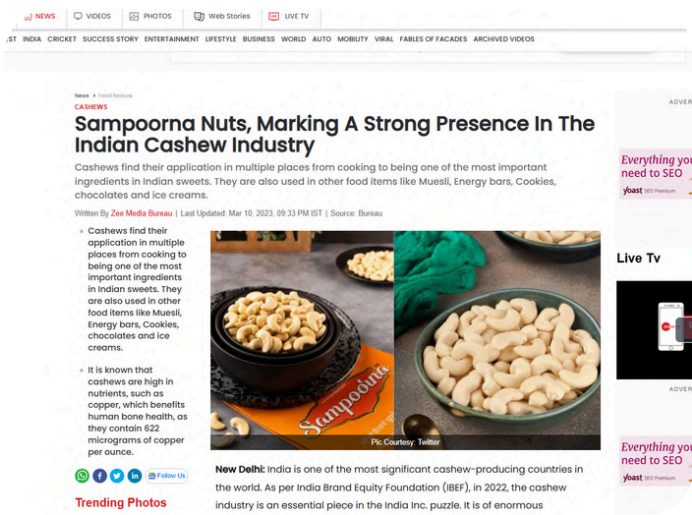 NEWS VIDEOS PHOTOS Web Stories LIVE TV
INDIA CRICKET SUCCESS STORY ENTERTAINMENT LIFESTYLE BUSINESS WORLD AUTO MOBILITY VIRAL FABLES OF FACADES ARCHIVED VIDEOS
News Food feature
CASHEWS
Sampoorna Nuts, Marking A Strong Presence In The
Indian Cashew Industry
Cashews find their application in multiple places from cooking to being one of the most important
ingredients in Indian sweets. They are also used in other food items like Muesli, Energy bars, Cookies,
chocolates and ice creams.
Written By Zee Media Bureau | Last Updated: Mar 10, 2023, 09:33 PM IST | Source: Bureau
Cashews find their
application in multiple
places from cooking to
being one of the most
important ingredients
in Indian sweets. They
are also used in other
food items like Muesli,
Energy bars, Cookies,
chocolates and ice
creams.
It is known that
cashews are high in
nutrients, such as
copper, which benefits
human bone health, as
they contain 622
micrograms of copper
per ounce.
Follow Us
Trending Photos
Sampoorna
Pic Courtesy: Twitter
New Delhi: India is one of the most significant cashew-producing countries in
the world. As per India Brand Equity Foundation (IBEF), in 2022, the cashew
industry is an essential piece in the India Inc. puzzle. It is of enormous
ADVER
Everything you
need to SEO
yoast SEO Premium
Live Tv
ADVER
Everything you
need to SEO
yoast SEO Premium